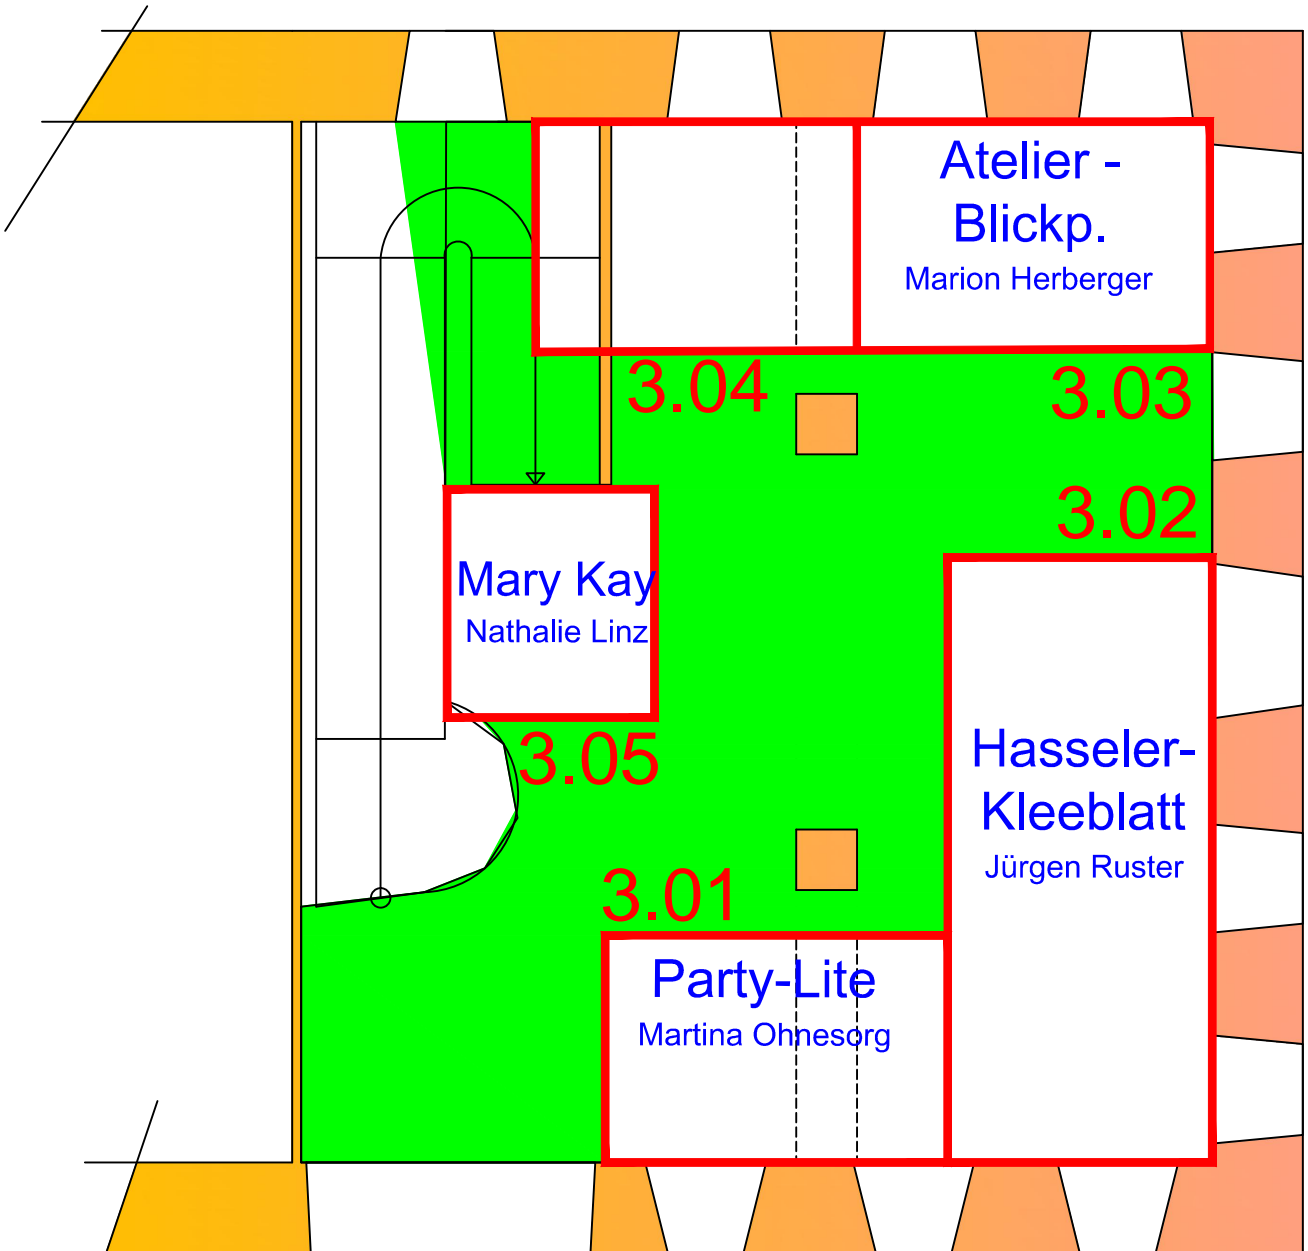 Atelier -
Blickp.
Marion Herberger
3.04
3.03
3.02
Mary Kay
Nathalie Linz
3.05
Hasseler-
Kleeblatt
Jürgen Ruster
3.01
Party-Lite
Martina Ohnesorg